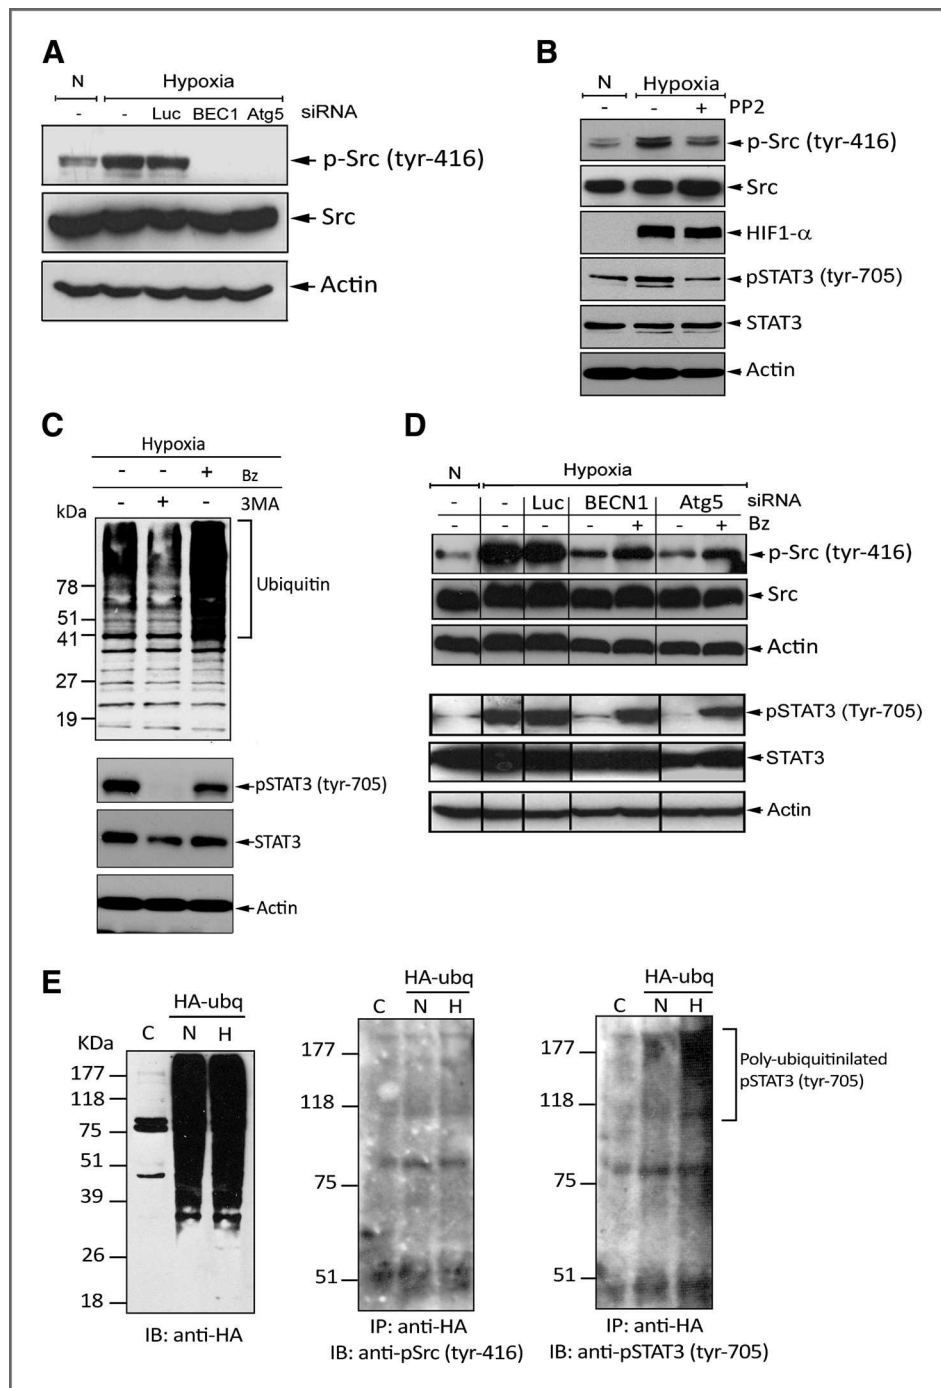 A
N Hypoxia
- - Luc BEC1 Atg5 siRNA
p-Src (tyr-416)
Src
Actin
B
N Hypoxia
- - + PP2
p-Src (tyr-416)
Src
HIF1-α
pSTAT3 (tyr-705)
STAT3
Actin
C
Hypoxia
- - + Bz
- + - 3MA
kDa
Ubiquitin
78
51
41
27
19
pSTAT3 (tyr-705)
STAT3
Actin
D
N Hypoxia
- - Luc BECN1 Atg5 siRNA
- - - - + - + Bz
p-Src (tyr-416)
Src
Actin
pSTAT3 (Tyr-705)
STAT3
Actin
E
HA-ubq
C N H
KDa
177
118
75
51
39
26
18
IB: anti-HA
HA-ubq
C N H
177
118
75
51
IP: anti-HA
IB: anti-pSrc (tyr-416)
HA-ubq
C N H
177
118
75
51
Poly-ubiquitinilated
pSTAT3 (tyr-705)
IP: anti-HA
IB: anti-pSTAT3 (tyr-705)